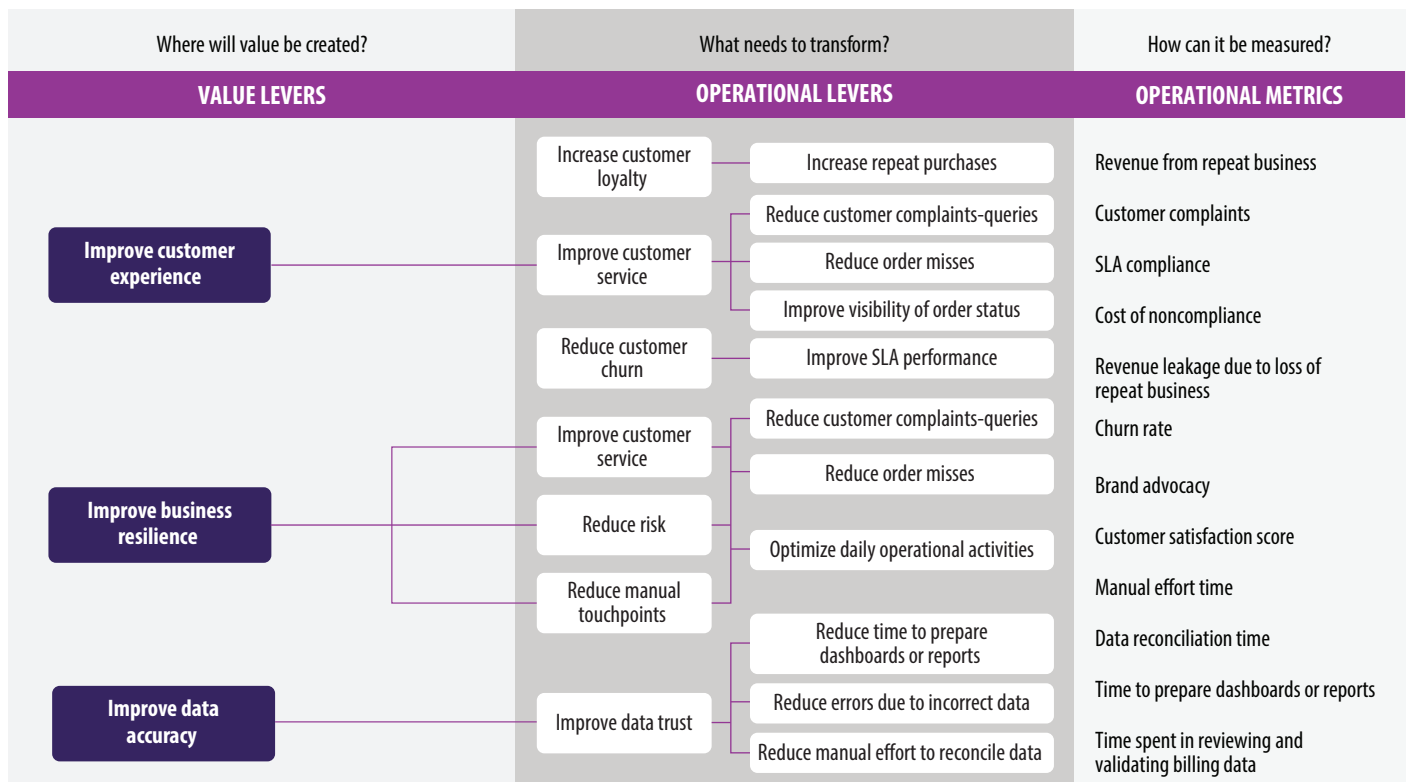 Where will value be created?
What needs to transform?
How can it be measured?
VALUE LEVERS
OPERATIONAL LEVERS
OPERATIONAL METRICS
Improve customer
experience
Increase customer
loyalty
Increase repeat purchases
Improve customer
service
Reduce customer complaints-queries
Reduce order misses
Improve visibility of order status
Reduce customer
churn
Improve SLA performance
Improve business
resilience
Improve customer
service
Reduce risk
Reduce manual
touchpoints
Reduce customer complaints-queries
Reduce order misses
Optimize daily operational activities
Improve data
accuracy
Improve data trust
Reduce time to prepare
dashboards or reports
Reduce errors due to incorrect data
Reduce manual effort to reconcile data
Revenue from repeat business
Customer complaints
SLA compliance
Cost of noncompliance
Revenue leakage due to loss of
repeat business
Churn rate
Brand advocacy
Customer satisfaction score
Manual effort time
Data reconciliation time
Time to prepare dashboards or reports
Time spent in reviewing and
validating billing data